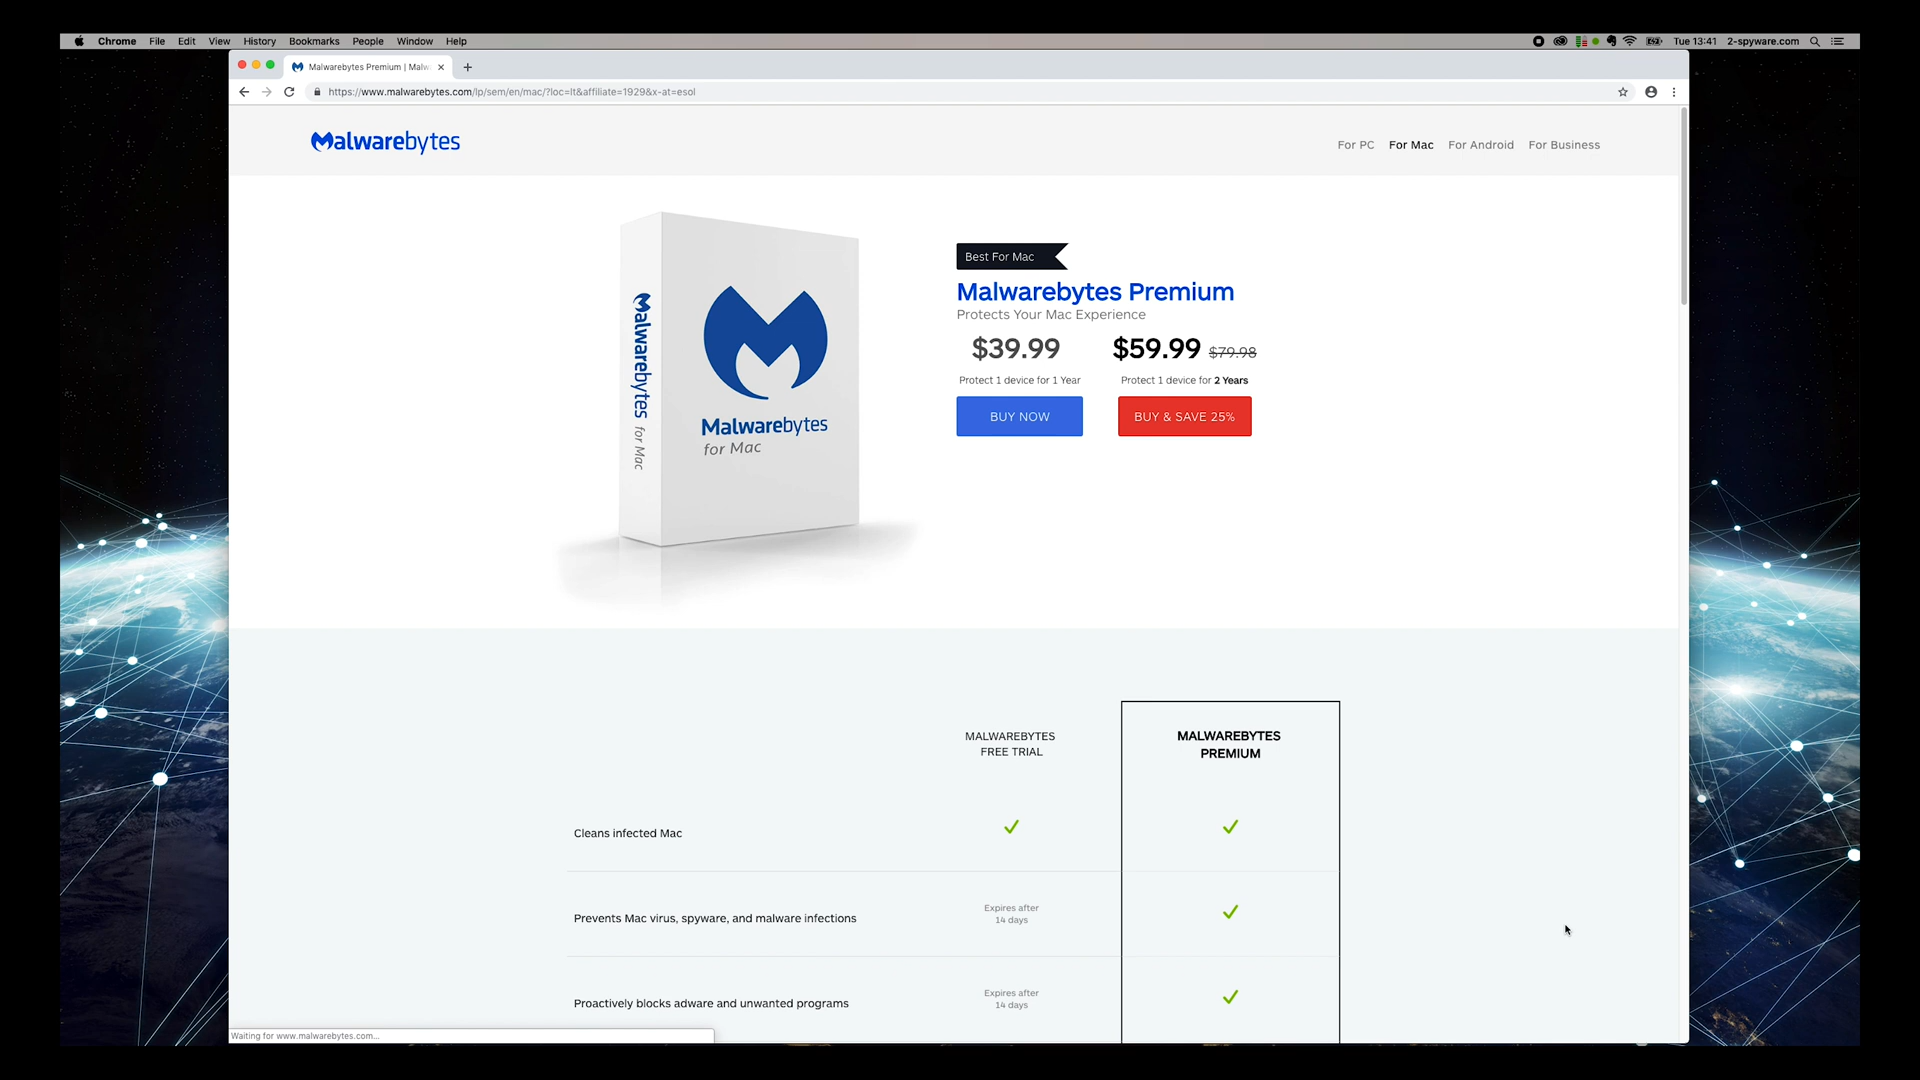 Chrome File Edit View History Bookmarks People Window Help
Tue 13:41 2-spyware.com
Malwarebytes Premium | Malw
https://www.malwarebytes.com/lp/sem/en/mac/?loc=lt&affiliate=1929&x-at=esol
Malwarebytes
For PC For Mac For Android For Business
Malwarebytes for Mac
Malwarebytes
for Mac
Best For Mac
Malwarebytes Premium
Protects Your Mac Experience
$39.99 $59.99 $79.98
Protect 1 device for 1 Year Protect 1 device for 2 Years
BUY NOW BUY & SAVE 25%
MALWAREBYTES
FREE TRIAL
MALWAREBYTES
PREMIUM
Cleans infected Mac
Prevents Mac virus, spyware, and malware infections
Expires after
14 days
Proactively blocks adware and unwanted programs
Expires after
14 days
Waiting for www.malwarebytes.com...